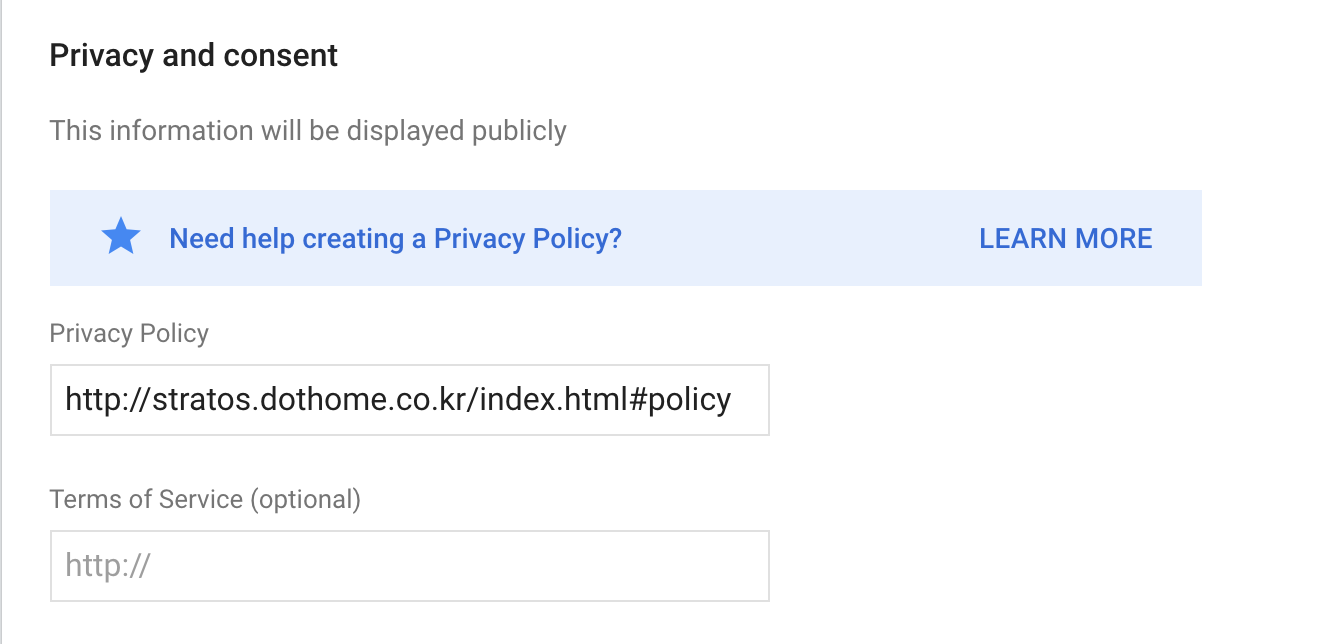 Privacy and consent
This information will be displayed publicly
Need help creating a Privacy Policy? LEARN MORE
Privacy Policy
http://stratos.dothome.co.kr/index.html#policy
Terms of Service (optional)
http://